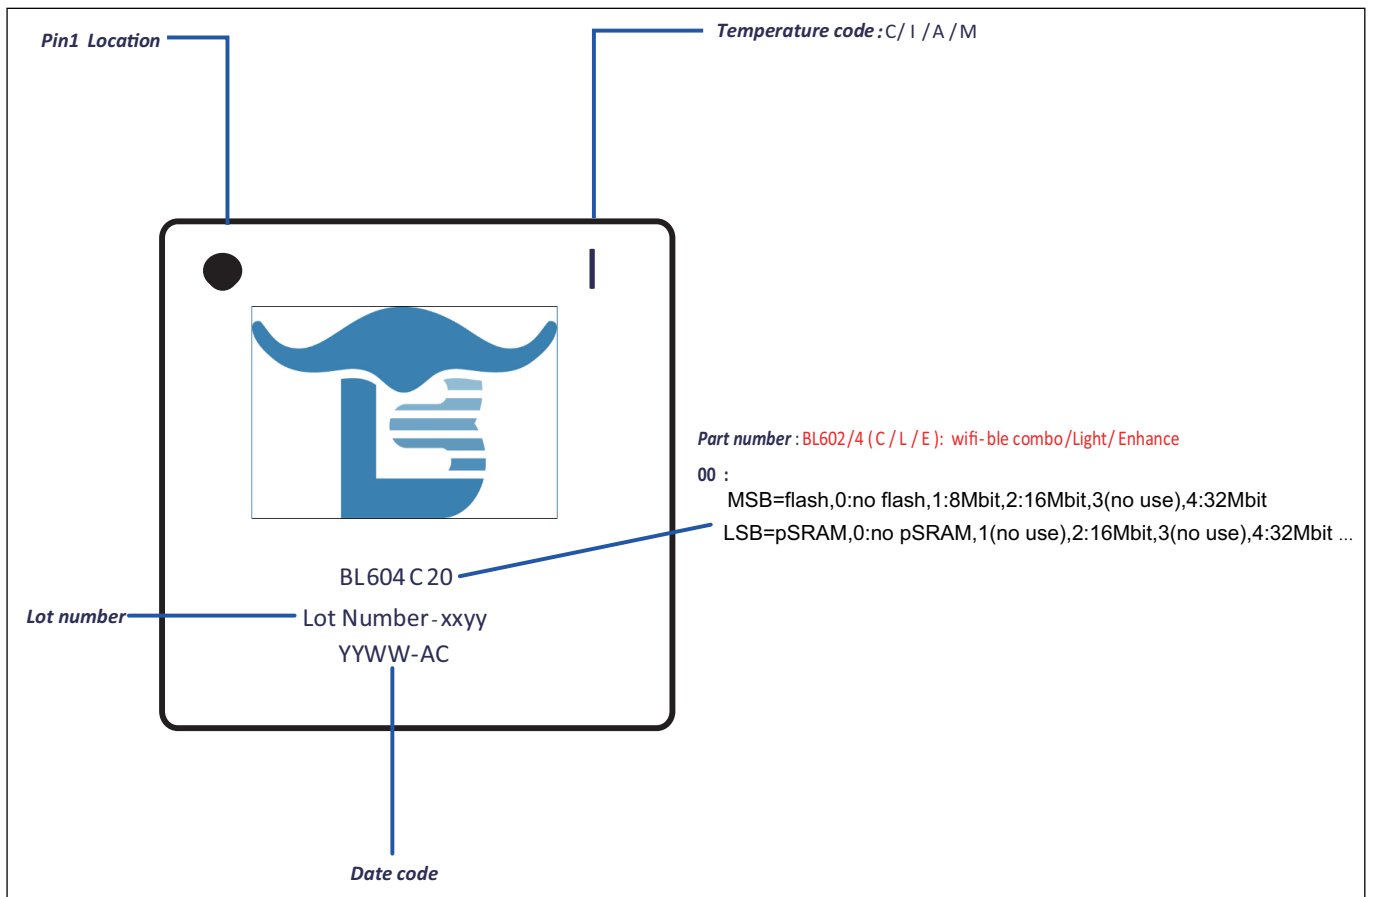 Pin1 Location
Temperature code : C/ I / A / M
I
Part number : BL602/4 ( C / L / E ): wifi-ble combo/Light/ Enhance
00 :
MSB=flash,0:no flash,1:8Mbit,2:16Mbit,3(no use),4:32Mbit
LSB=pSRAM,0:no pSRAM,1(no use),2:16Mbit,3(no use),4:32Mbit ...
BL604 C 20
Lot number
Lot Number-xxyy
YYWW-AC
Date code